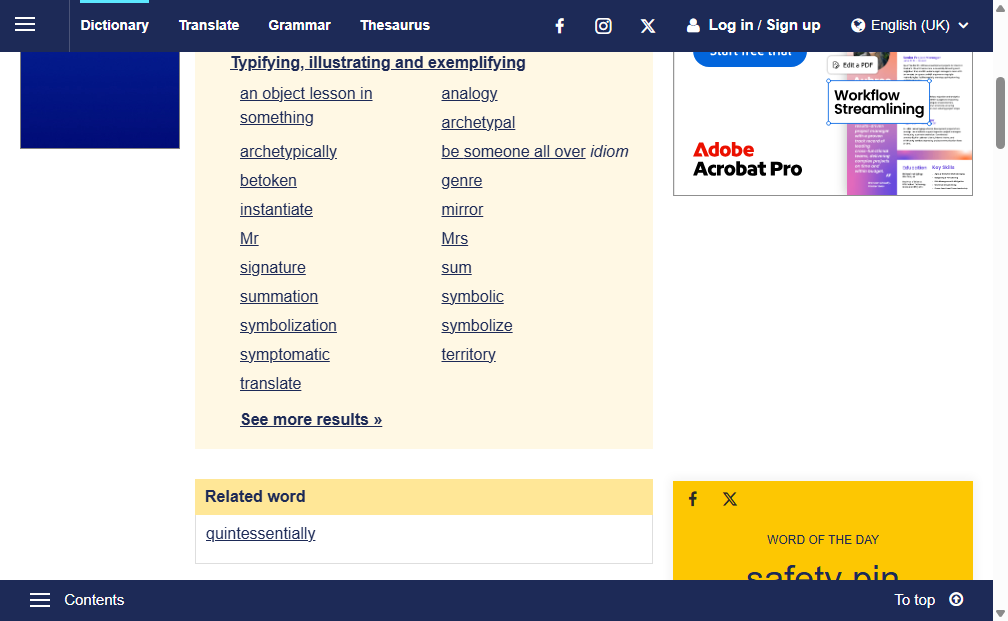 Dictionary Translate Grammar Thesaurus Log in / Sign up English (UK)
Typifying, illustrating and exemplifying
an object lesson in something
analogy
archetypal
archetypically
be someone all over idiom
betoken
genre
instantiate
mirror
Mr
Mrs
signature
sum
summation
symbolic
symbolization
symbolize
symptomatic
territory
translate
See more results »
Related word
quintessentially
Start free trial
Edit a PDF
Workflow
Streamlining
Adobe
Acrobat Pro
Education Key Skills
WORD OF THE DAY
safety pin
Contents To top